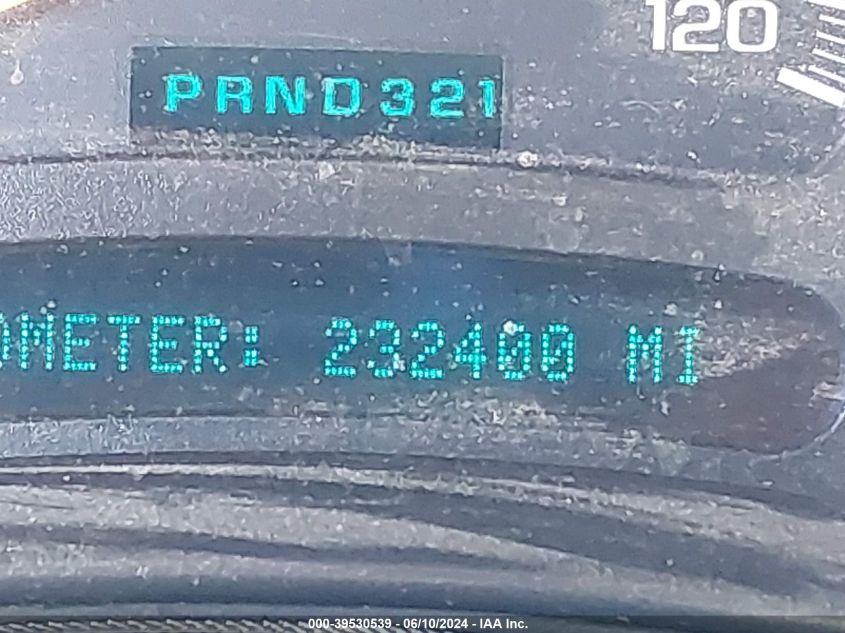 120
PRND321
OMETER: 232400 MI
000-39530539 - 06/10/2024 - IAA Inc.